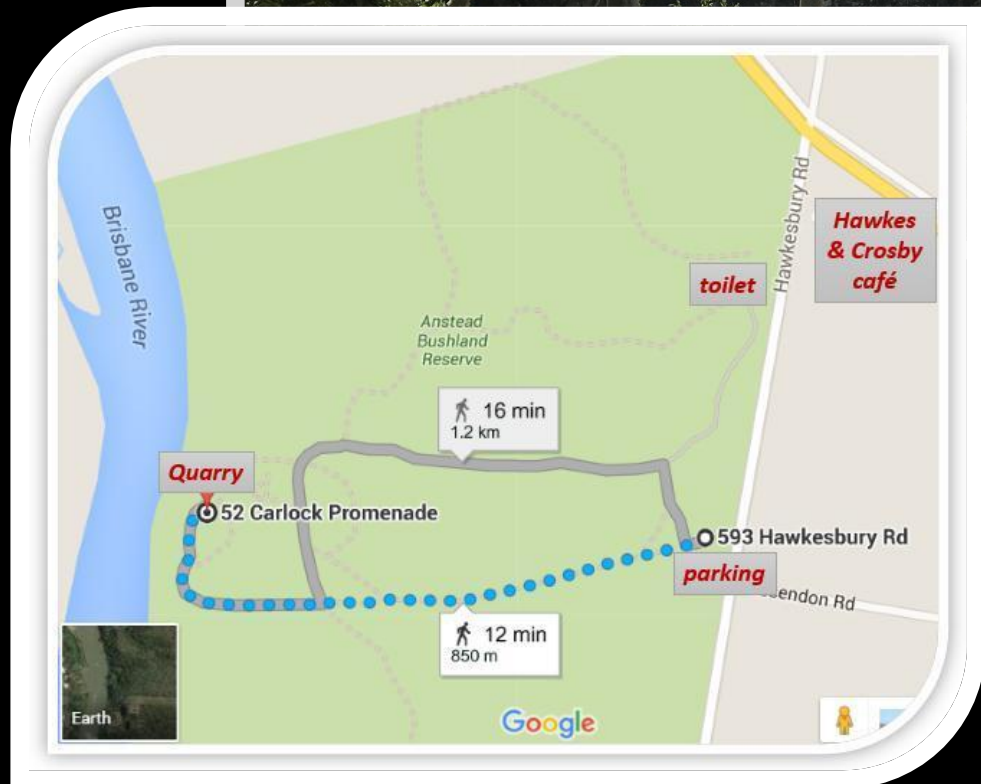 Brisbane River
Hawkesbury Rd
Hawkes
& Crosby
café
toilet
Anstead
Bushland
Reserve
16 min
1.2 km
Quarry
52 Carlock Promenade
593 Hawkesbury Rd
parking
sendon Rd
12 min
850 m
Earth
Google